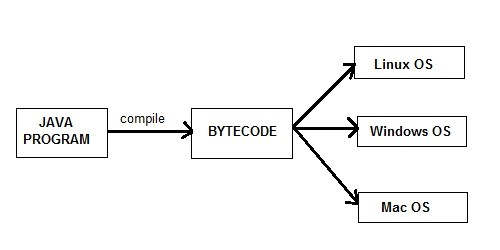 JAVA
PROGRAM
compile
BYTECODE
Linux OS
Windows OS
Mac OS